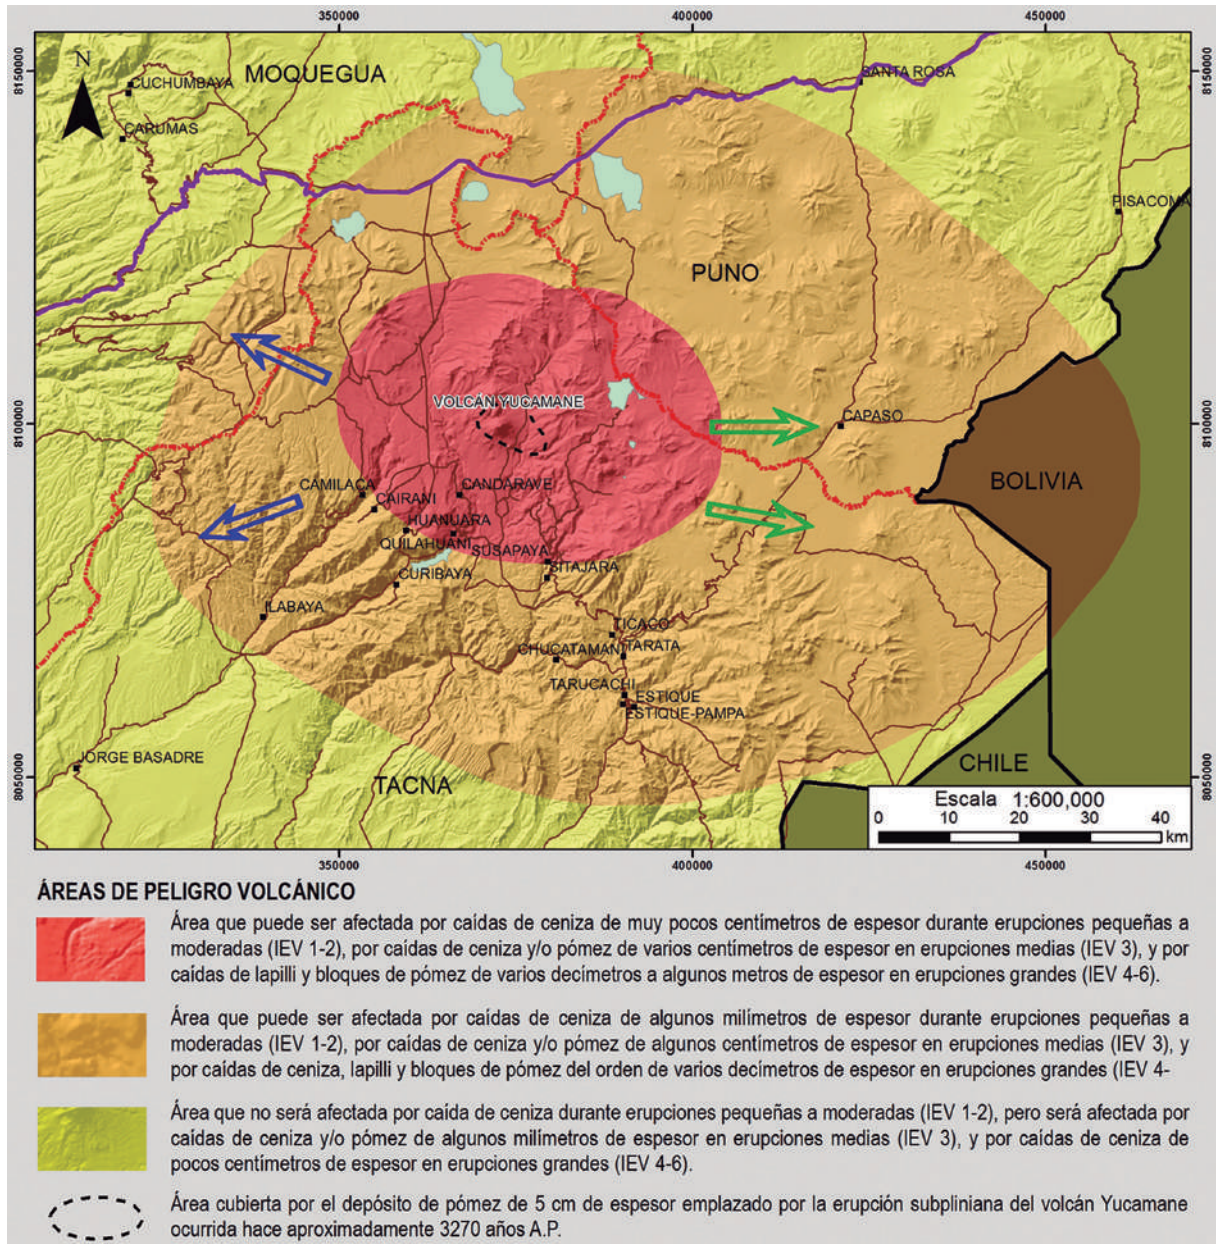 350000
400000
450000
8150000
8150000
N
MOQUEGUA
CUCHUMBAYA
SANTA ROSA
CARUMAS
PISACOMA
PUNO
VOLCÁN YUCAMANE
8100000
CAPASO
8100000
BOLIVIA
CAMILACA
CANDARAVE
CAIRANI
HUANUARA
QUILAHUANI
SUSAPAYA
SITAJARA
CURIBAYA
ILABAYA
TICACO
CHUCATAMANI
TARATA
TARUCACHI
ESTIQUE
ESTIQUE-PAMPA
JORGE BASADRE
CHILE
8050000
TACNA
8050000
Escala 1:600,000
0 10 20 30 40
km
350000
400000
450000
ÁREAS DE PELIGRO VOLCÁNICO
Área que puede ser afectada por caídas de ceniza de muy pocos centímetros de espesor durante erupciones pequeñas a
moderadas (IEV 1-2), por caídas de ceniza y/o pómez de varios centímetros de espesor en erupciones medias (IEV 3), y por
caídas de lapilli y bloques de pómez de varios decímetros a algunos metros de espesor en erupciones grandes (IEV 4-6).
Área que puede ser afectada por caídas de ceniza de algunos milímetros de espesor durante erupciones pequeñas a
moderadas (IEV 1-2), por caídas de ceniza y/o pómez de algunos centímetros de espesor en erupciones medias (IEV 3), y
por caídas de ceniza, lapilli y bloques de pómez del orden de varios decímetros de espesor en erupciones grandes (IEV 4-
Área que no será afectada por caída de ceniza durante erupciones pequeñas a moderadas (IEV 1-2), pero será afectada por
caídas de ceniza y/o pómez de algunos milímetros de espesor en erupciones medias (IEV 3), y por caídas de ceniza de
pocos centímetros de espesor en erupciones grandes (IEV 4-6).
Área cubierta por el depósito de pómez de 5 cm de espesor emplazado por la erupción subpliniana del volcán Yucamane
ocurrida hace aproximadamente 3270 años A.P.